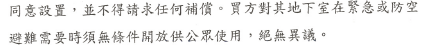 同意設置，並不得請求任何補償。買方對其地下室在緊急或防空
避難需要時須無條件開放供公眾使用，絕無異議。